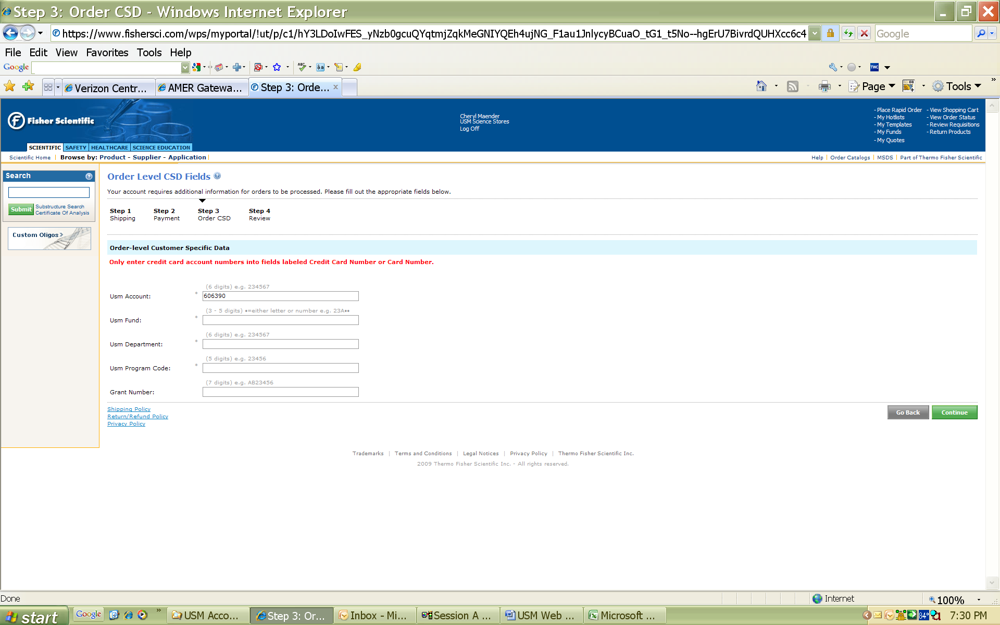 Step 3: Order CSD - Windows Internet Explorer
https://www.fishersci.com/wps/myportal/!ut/p/c1/hY3LDoIwFES_yNzb0gcuQYqtmjZqkMeGNIYQEh4ujNG_F1au1JnlycyBCuaO_tG1_t5No--hgErU7BivrdQUHXcc6c4
Google
File Edit View Favorites Tools Help
Google
TWC
Verizon Centr...
AMER Gatewa...
Step 3: Orde... x
Page
Tools
Fisher Scientific
Cheryl Maender
USM Science Stores
Log Off
- Place Rapid Order - View Shopping Cart
- My Hotlists - View Order Status
- My Templates - Review Requisitions
- My Funds - Return Products
- My Quotes
SCIENTIFIC SAFETY HEALTHCARE SCIENCE EDUCATION
Scientific Home | Browse by: Product - Supplier - Application |
Help | Order Catalogs | MSDS | Part of Thermo Fisher Scientific
Search
Submit
Substructure Search
Certificate Of Analysis
Custom Oligos »
Order Level CSD Fields
Your account requires additional information for orders to be processed. Please fill out the appropriate fields below.
Step 1 Step 2 Step 3 Step 4
Shipping Payment Order CSD Review
Order-level Customer Specific Data
Only enter credit card account numbers into fields labeled Credit Card Number or Card Number.
(6 digits) e.g. 234567
Usm Account: * 606390
(3 - 5 digits) •=either letter or number e.g. 23A••
Usm Fund: *
(6 digits) e.g. 234567
Usm Department: *
(5 digits) e.g. 23456
Usm Program Code: *
(7 digits) e.g. AB23456
Grant Number:
Shipping Policy
Return/Refund Policy
Privacy Policy
Go Back Continue
Trademarks | Terms and Conditions | Legal Notices | Privacy Policy | Thermo Fisher Scientific Inc.
2009 Thermo Fisher Scientific Inc. - All rights reserved.
Done
Internet
100%
start
Google
USM Acco...
Step 3: Or...
Inbox - Mi...
Session A ...
USM Web ...
Microsoft ...
84°
7:30 PM